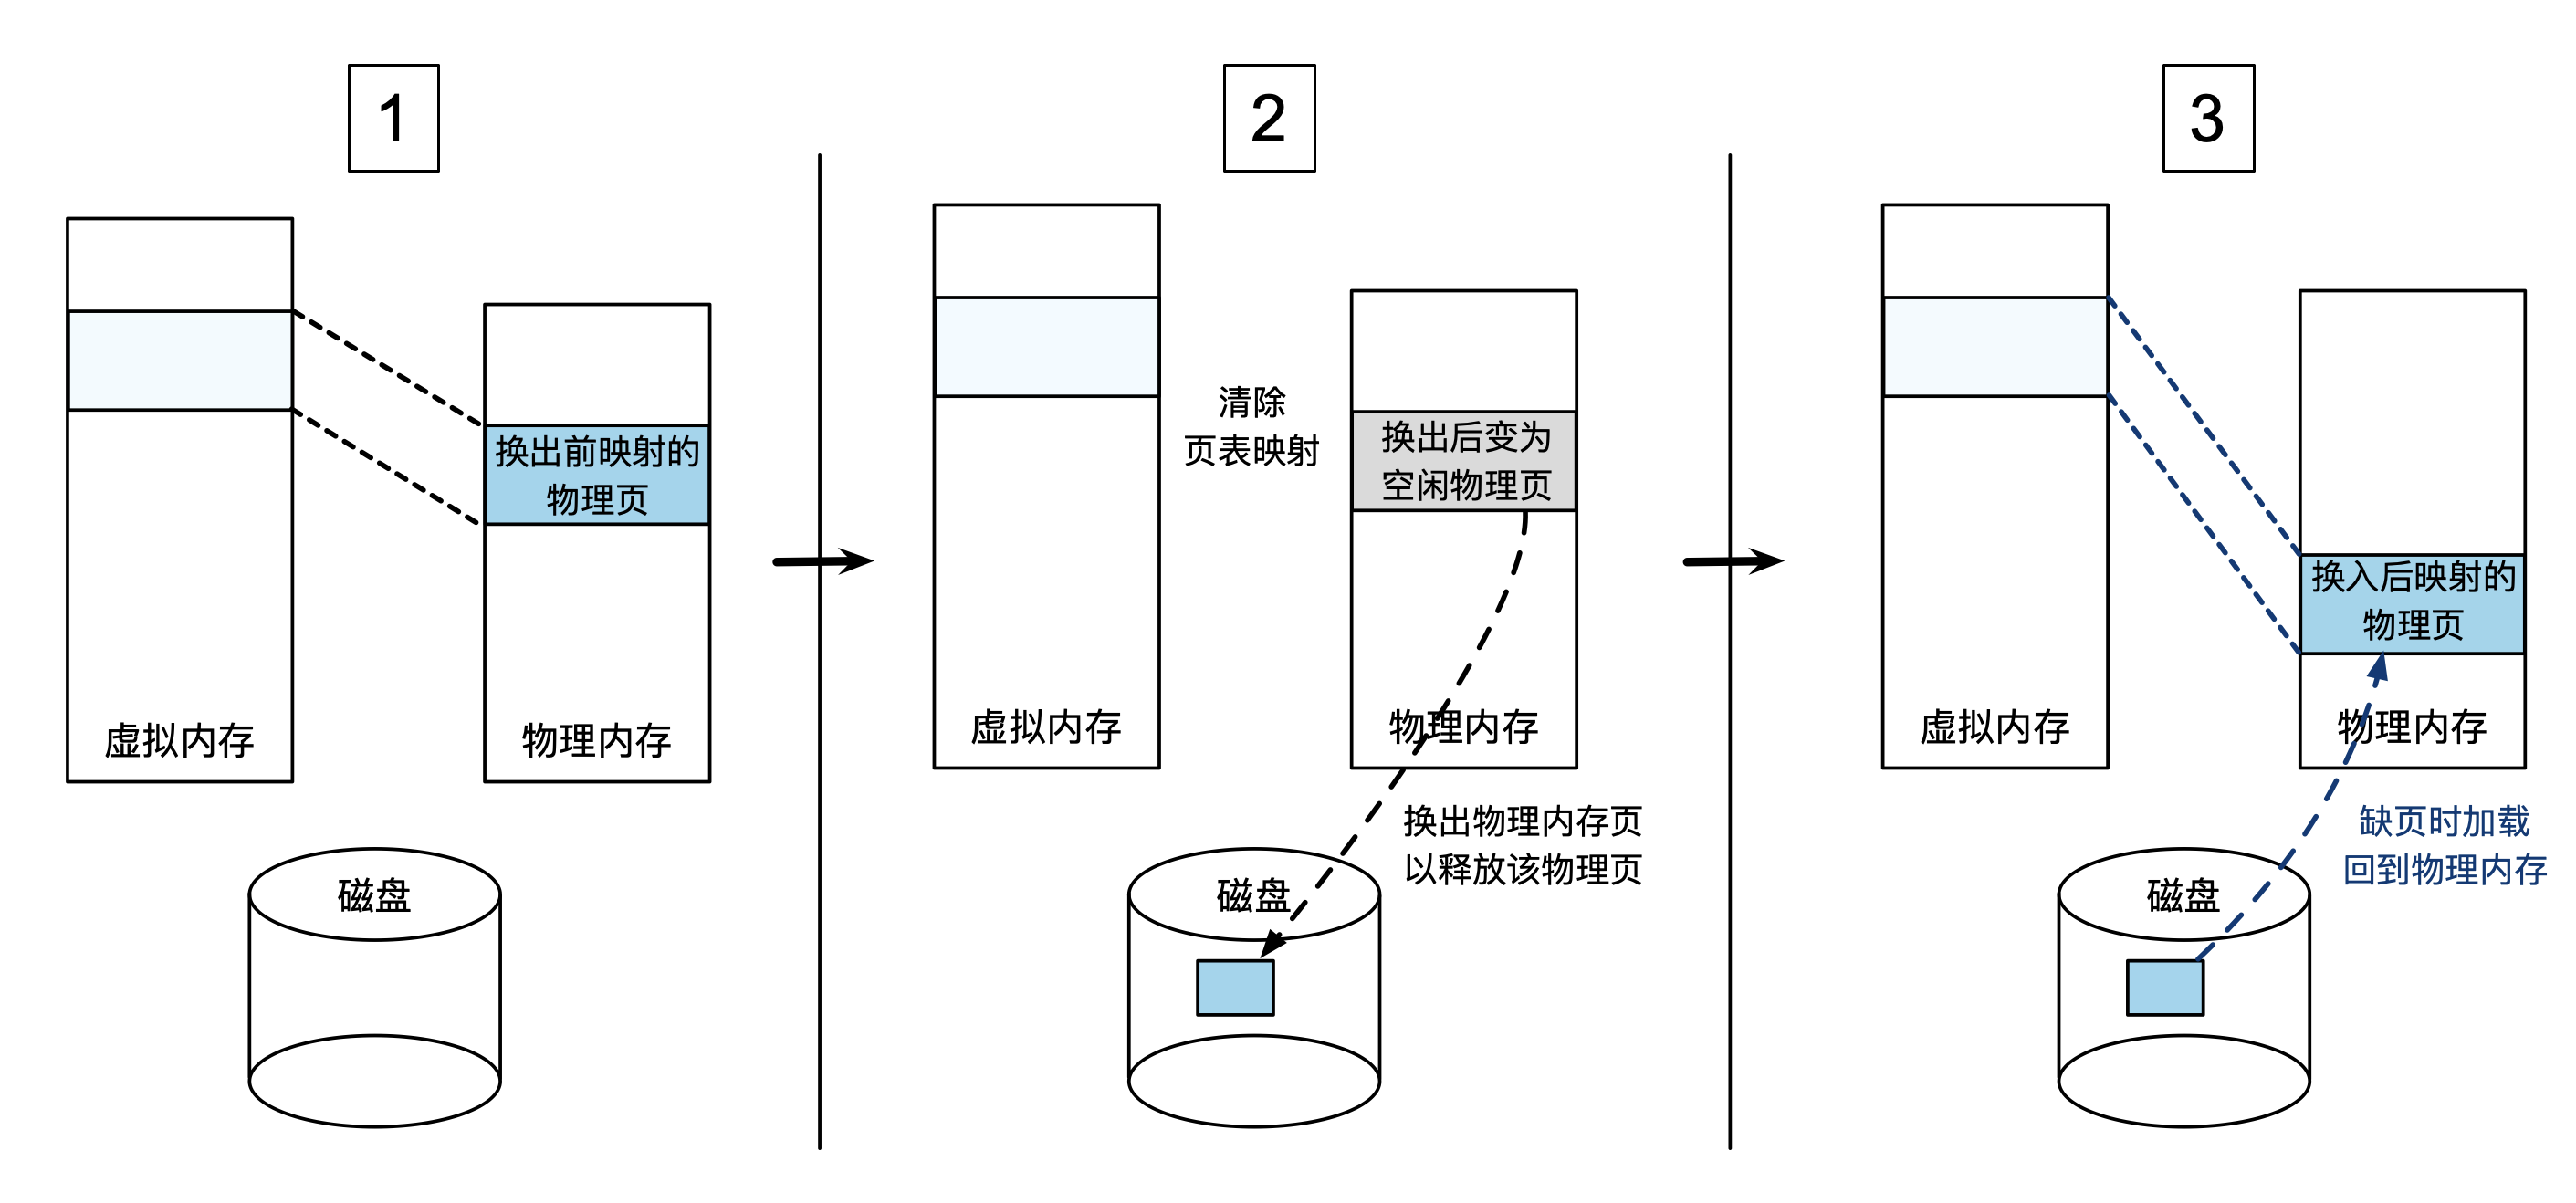 1
换出前映射的
物理页
虚拟内存
物理内存
磁盘
2
清除
页表映射
换出后变为
空闲物理页
虚拟内存
物理内存
换出物理内存页
以释放该物理页
磁盘
3
换入后映射的
物理页
虚拟内存
物理内存
缺页时加载
回到物理内存
磁盘